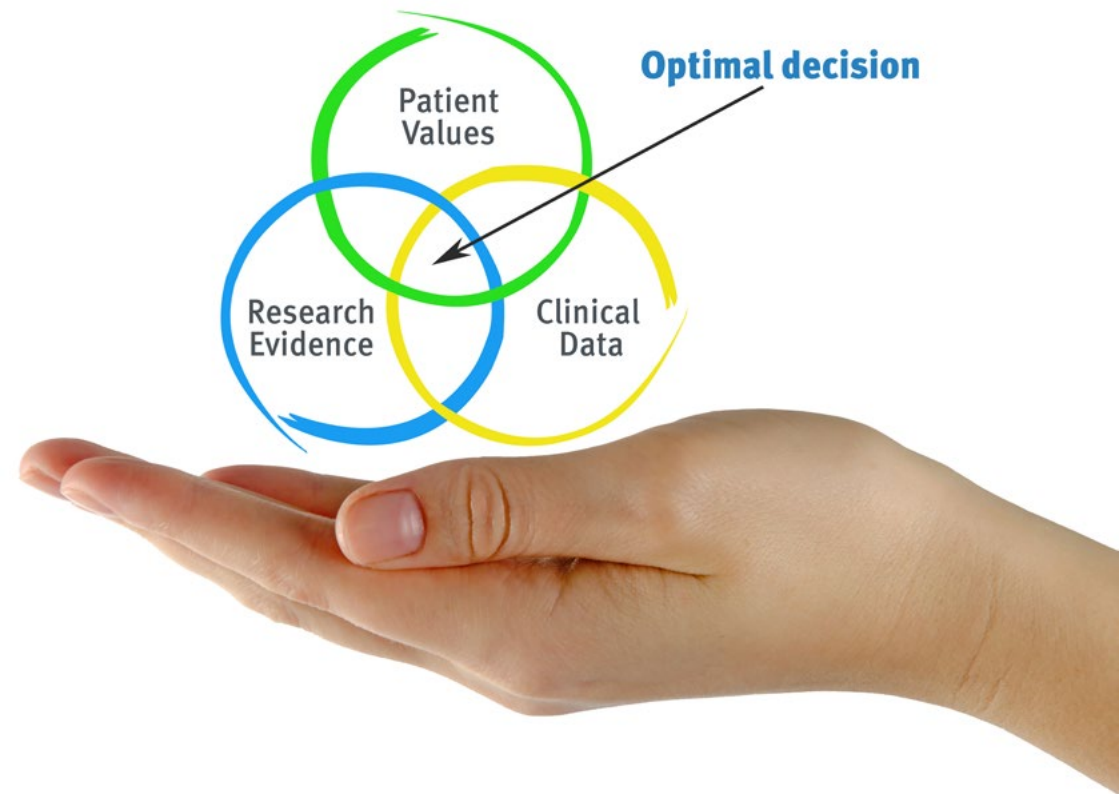 Optimal decision
Patient
Values
Research
Evidence
Clinical
Data